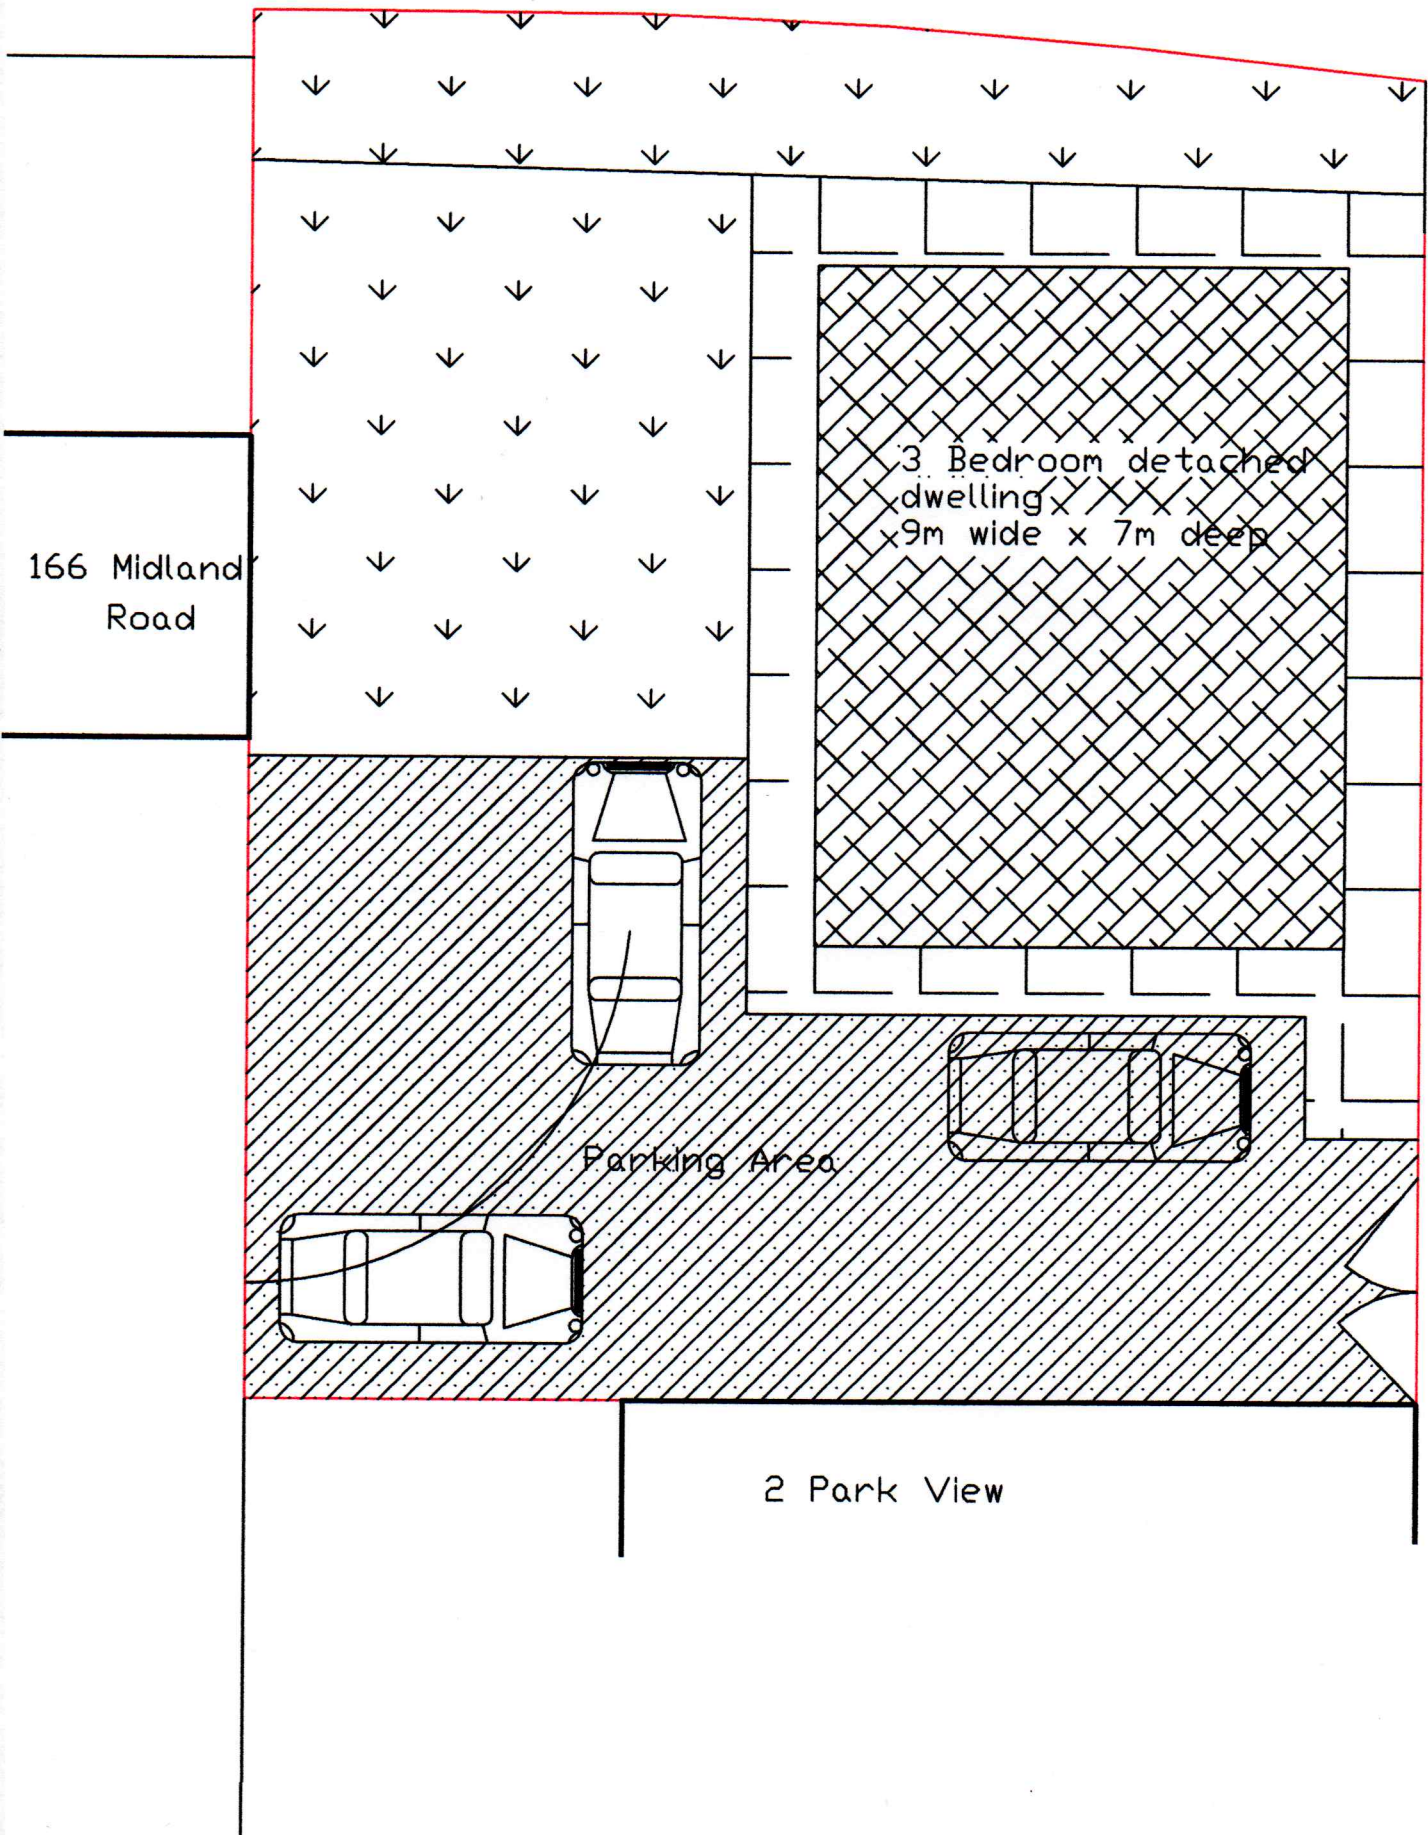 3 Bedroom detached
dwelling
9m wide x 7m deep
166 Midland
Road
Parking Area
2 Park View